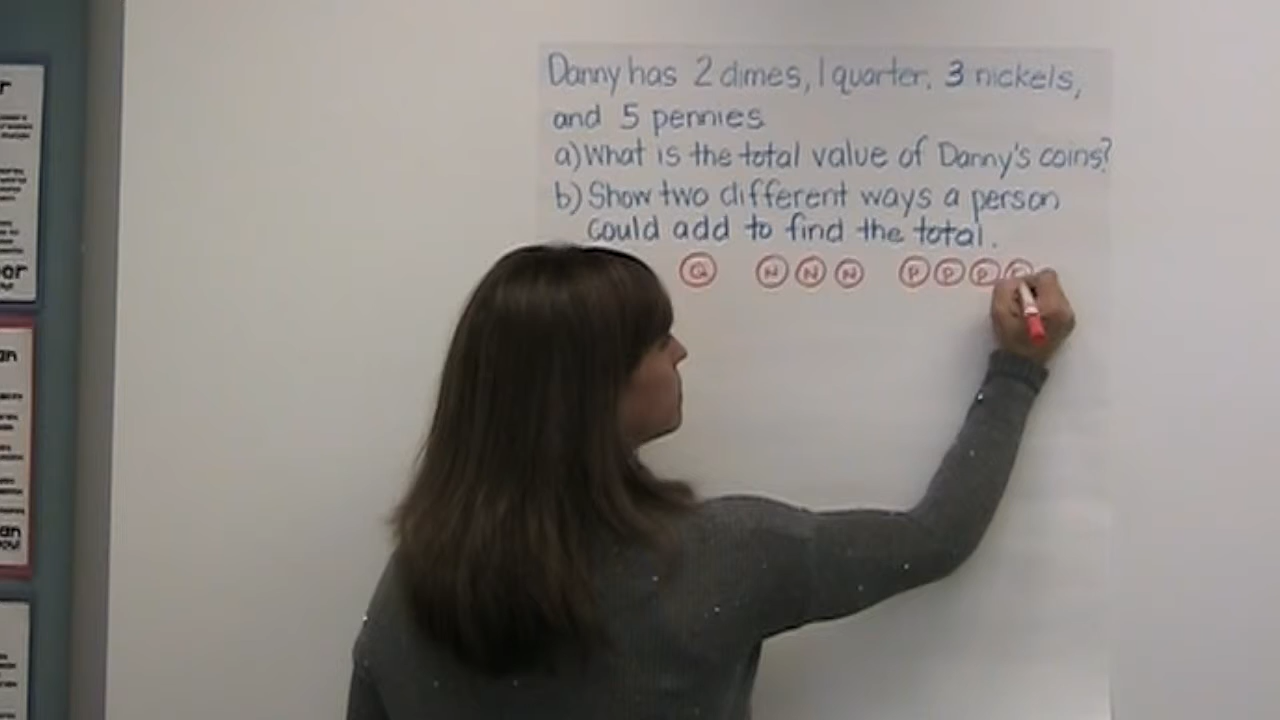 Danny has 2 dimes, 1 quarter, 3 nickels,
and 5 pennies
a) What is the total value of Danny's coins?
b) Show two different ways a person
could add to find the total.
Q N N N P P P